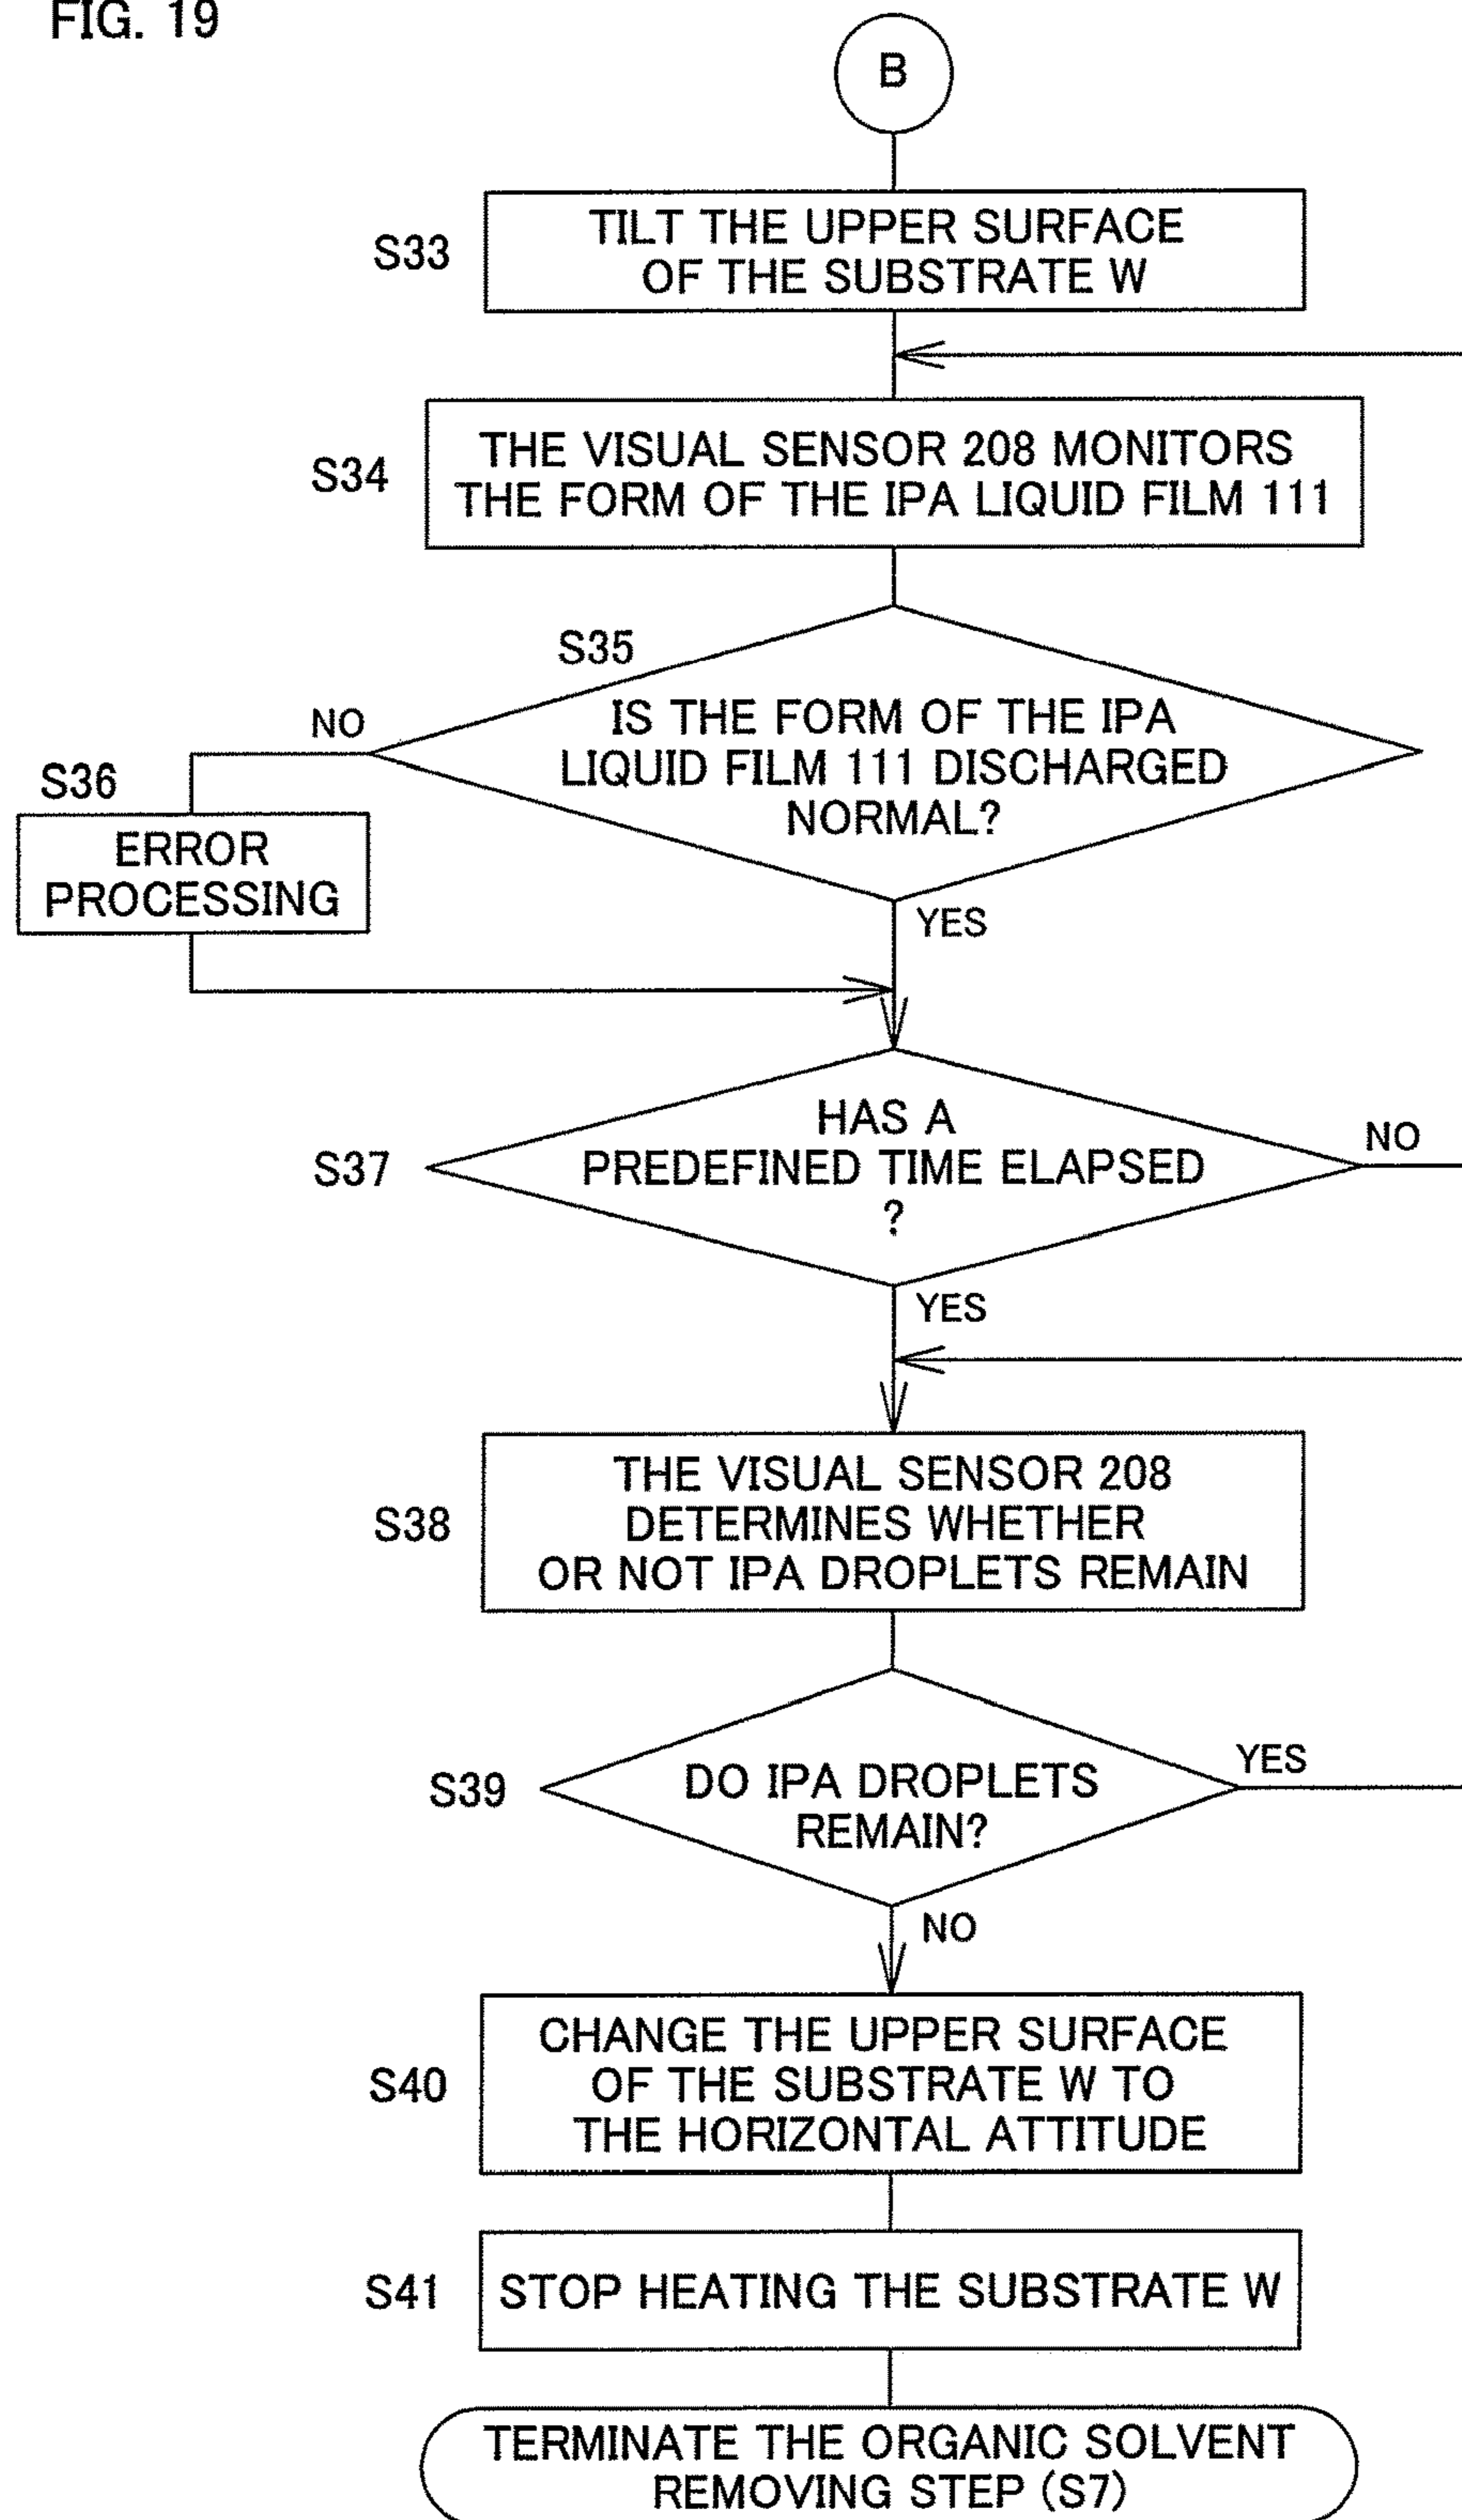 FIG. 19
B
S33
TILT THE UPPER SURFACE
OF THE SUBSTRATE W
S34
THE VISUAL SENSOR 208 MONITORS
THE FORM OF THE IPA LIQUID FILM 111
S35
IS THE FORM OF THE IPA
LIQUID FILM 111 DISCHARGED
NORMAL?
NO
S36
ERROR
PROCESSING
YES
S37
HAS A
PREDEFINED TIME ELAPSED
?
NO
YES
S38
THE VISUAL SENSOR 208
DETERMINES WHETHER
OR NOT IPA DROPLETS REMAIN
S39
DO IPA DROPLETS
REMAIN?
YES
NO
S40
CHANGE THE UPPER SURFACE
OF THE SUBSTRATE W TO
THE HORIZONTAL ATTITUDE
S41
STOP HEATING THE SUBSTRATE W
TERMINATE THE ORGANIC SOLVENT
REMOVING STEP (S7)